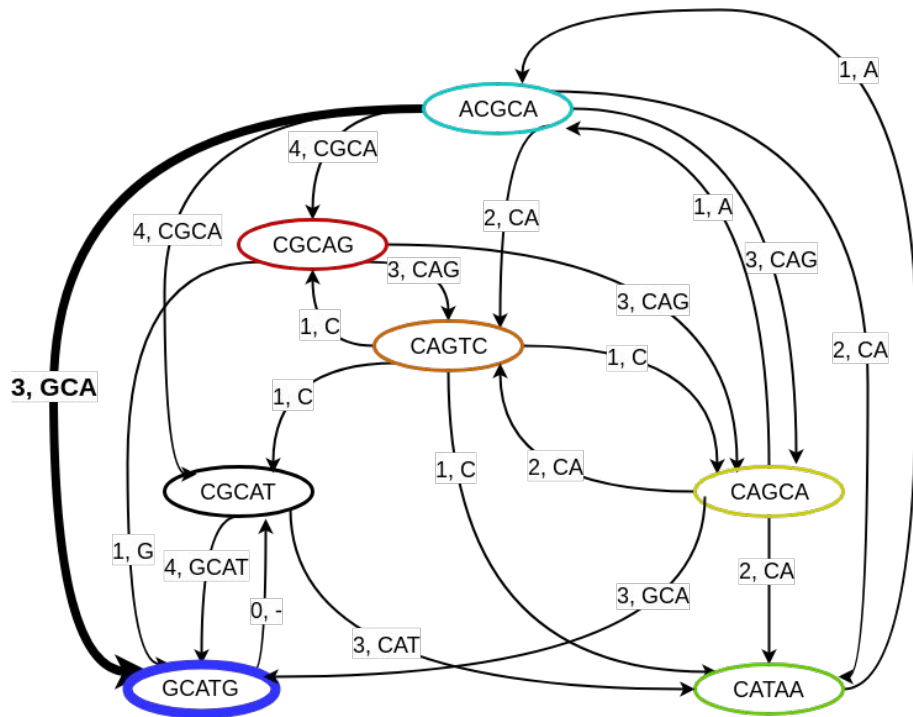 1, A
ACGCA
4, CGCA
2, CA
1, A
4, CGCA
CGCAG
3, CAG
3, CAG
3, CAG
1, C
CAGTC
2, CA
1, C
3, GCA
1, C
1, C
2, CA
CGCAT
CAGCA
1, G
4, GCAT
2, CA
0, -
3, GCA
3, CAT
GCATG
CATAA